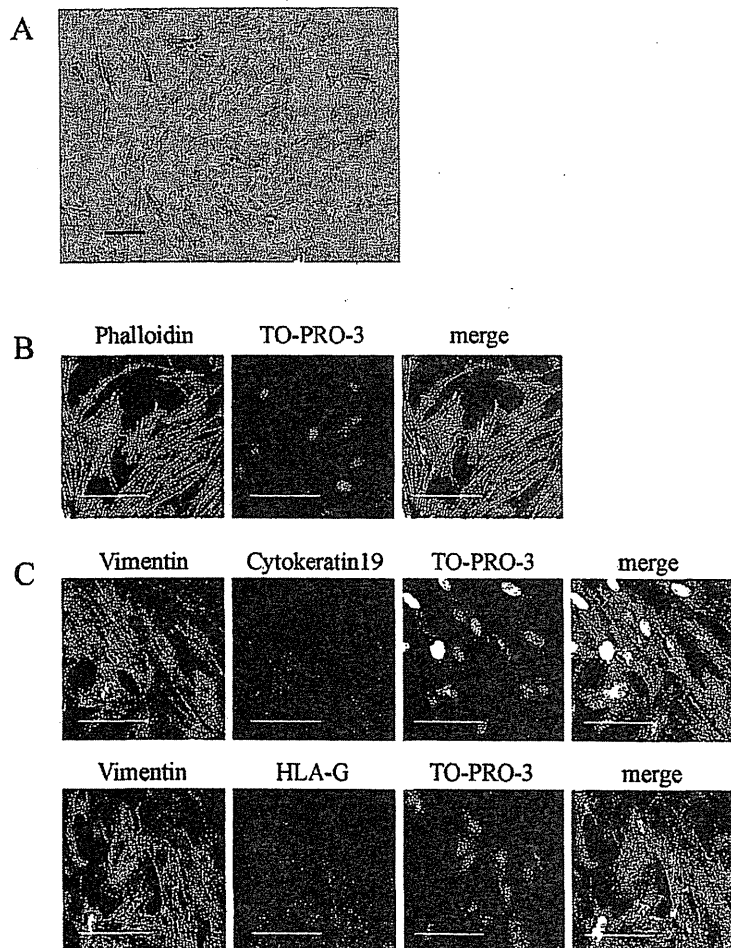 A
B
Phalloidin TO-PRO-3 merge
C
Vimentin Cytokeratin19 TO-PRO-3 merge
Vimentin HLA-G TO-PRO-3 merge